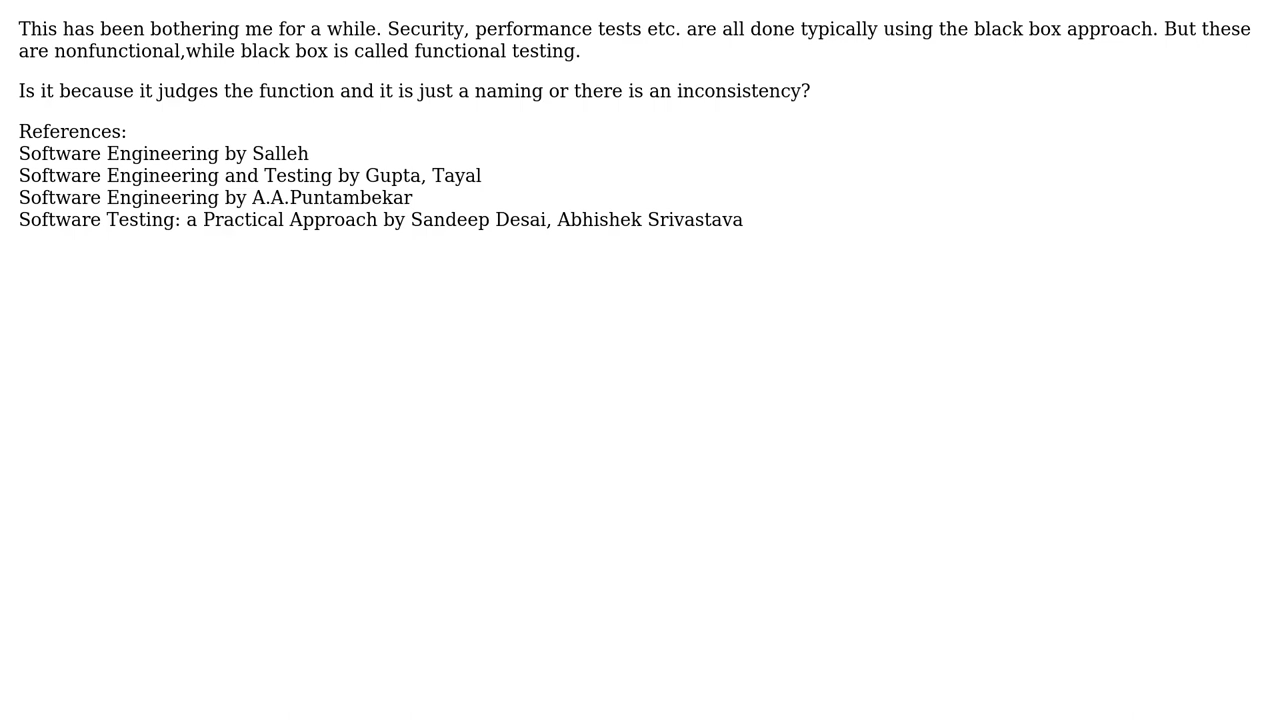 This has been bothering me for a while. Security, performance tests etc. are all done typically using the black box approach. But these
are nonfunctional,while black box is called functional testing.
Is it because it judges the function and it is just a naming or there is an inconsistency?
References:
Software Engineering by Salleh
Software Engineering and Testing by Gupta, Tayal
Software Engineering by A.A.Puntambekar
Software Testing: a Practical Approach by Sandeep Desai, Abhishek Srivastava